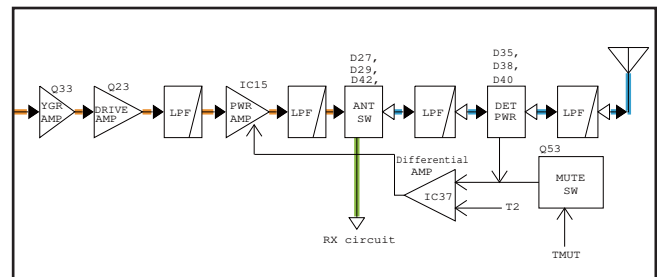 D27,
D29,
D42,
D35,
D38,
D40
Q33
Q23
IC15
YGR
AMP
DRIVE
AMP
LPF
PWR
AMP
LPF
ANT
SW
LPF
DET
PWR
LPF
Differential
AMP
Q53
IC37
MUTE
SW
T2
RX circuit
TMUT